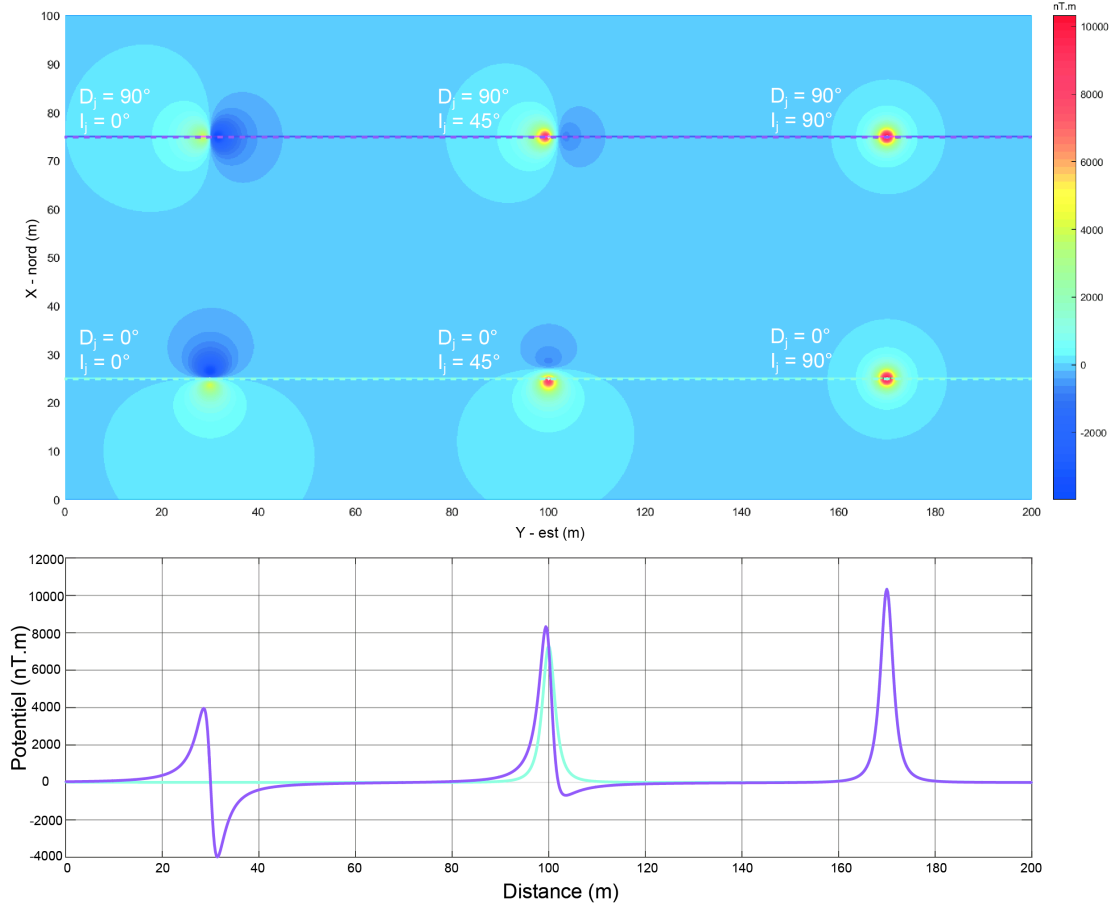 nT.m
100
90
80
70
60
50
40
30
20
10
0
X - nord (m)
D_j = 90°
I_j = 0°
D_j = 90°
I_j = 45°
D_j = 90°
I_j = 90°
D_j = 0°
I_j = 0°
D_j = 0°
I_j = 45°
D_j = 0°
I_j = 90°
10000
8000
6000
4000
2000
0
-2000
0 20 40 60 80 100 120 140 160 180 200
Y - est (m)
12000
10000
8000
6000
4000
2000
0
-2000
-4000
Potentiel (nT.m)
0 20 40 60 80 100 120 140 160 180 200
Distance (m)